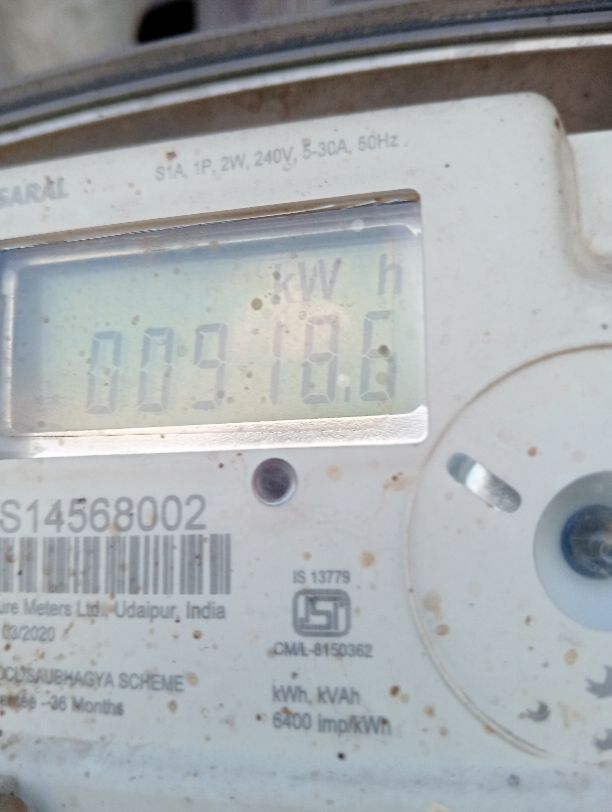 SARAL
S1A, 1P, 2W, 240V, 5-30A, 50Hz
kW h
00918.6
S14568002
ure Meters Ltd., Udaipur, India
03/2020
IS 13779
CM/L-8150362
SAUBHAGYA SCHEME
36 Months
kWh, kVAh
6400 imp/kWh